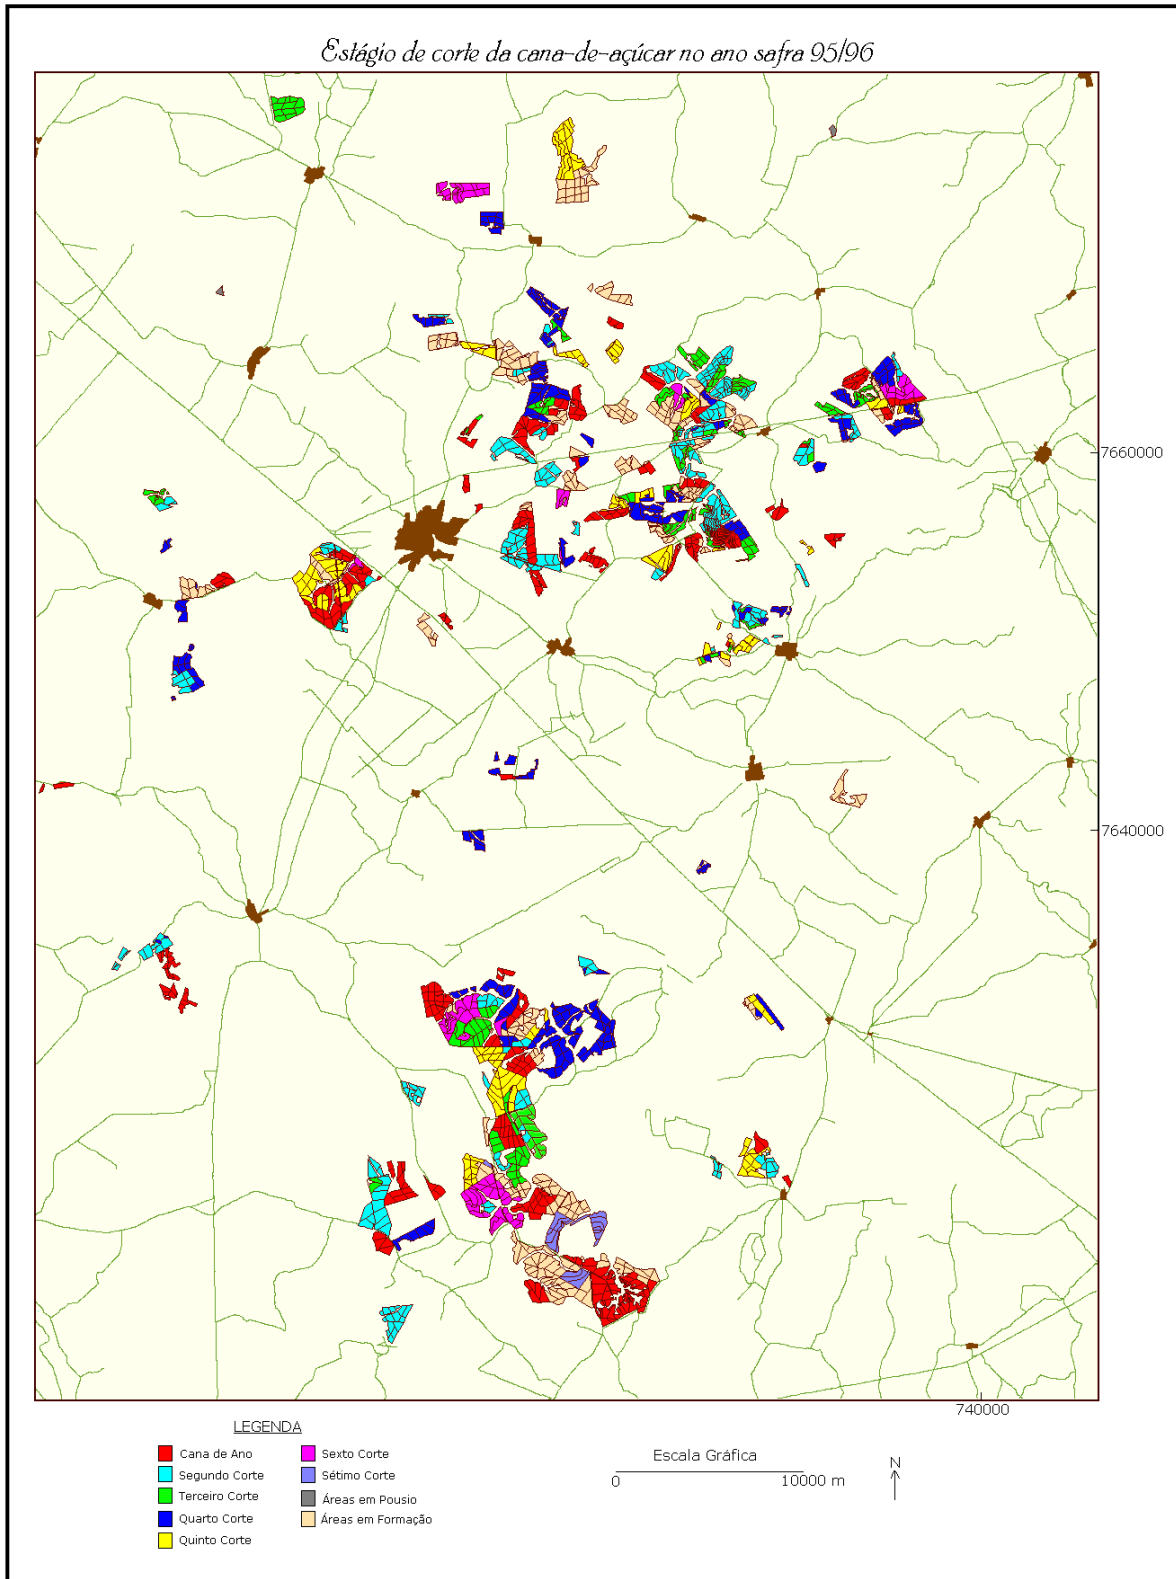 Estágio de corte da cana-de-açúcar no ano safra 95/96
7660000
7640000
740000
LEGENDA
Cana de Ano
Segundo Corte
Terceiro Corte
Quarto Corte
Quinto Corte
Sexto Corte
Sétimo Corte
Áreas em Pousio
Áreas em Formação
Escala Gráfica
0 10000 m
N